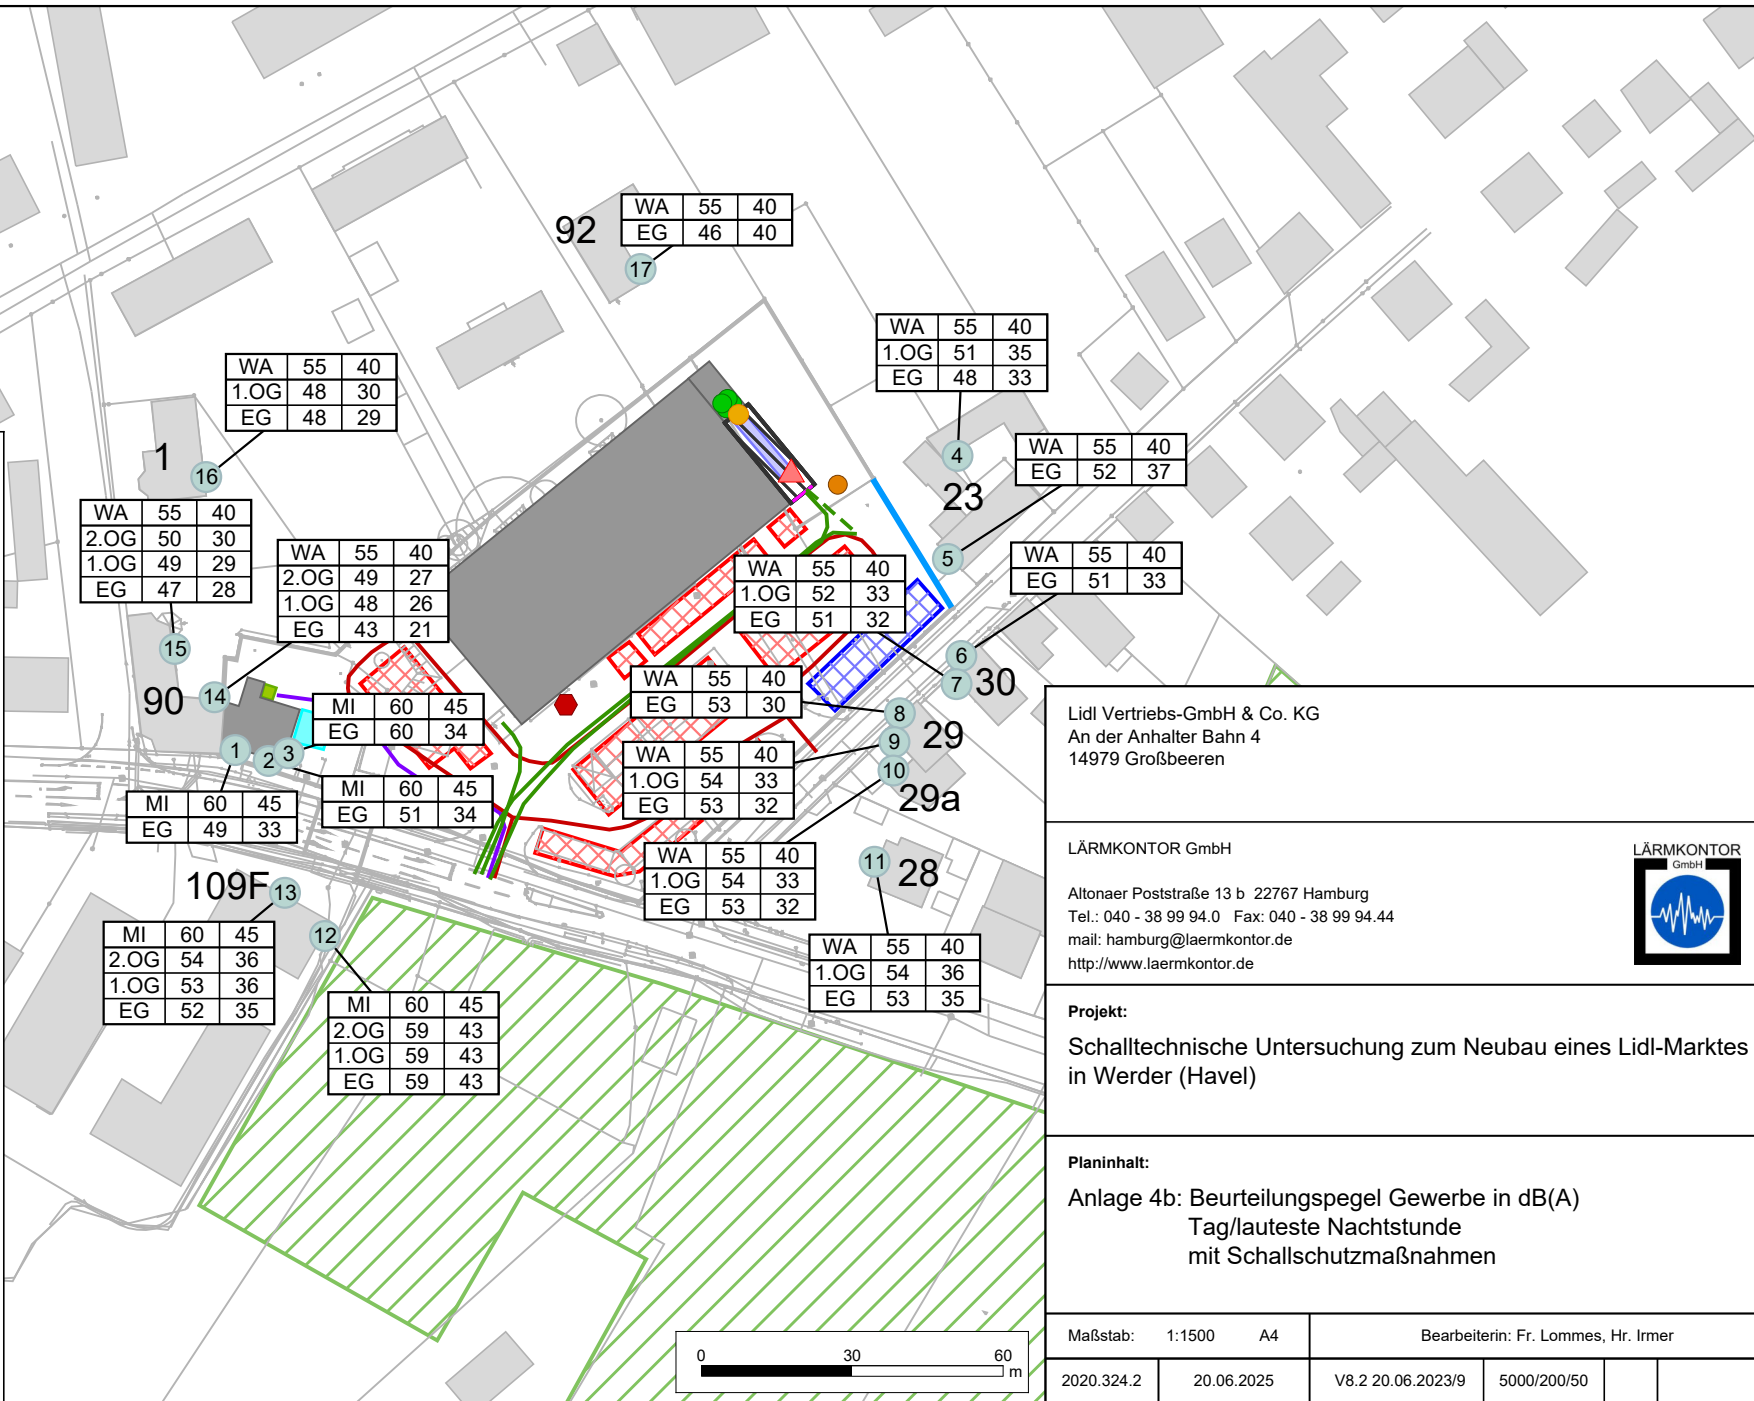 92
WA 55 40
EG 46 40
17
WA 55 40
1.OG 51 35
EG 48 33
4
23
WA 55 40
1.OG 48 30
EG 48 29
1
16
WA 55 40
EG 52 37
5
WA 55 40
2.OG 50 30
1.OG 49 29
EG 47 28
15
WA 55 40
2.OG 49 27
1.OG 48 26
EG 43 21
14
90
WA 55 40
EG 51 33
6
WA 55 40
1.OG 52 33
EG 51 32
7
30
WA 55 40
EG 53 30
8
29
MI 60 45
EG 60 34
3
WA 55 40
1.OG 54 33
EG 53 32
9
1
2
MI 60 45
EG 49 33
MI 60 45
EG 51 34
10
29a
WA 55 40
1.OG 54 33
EG 53 32
11
28
WA 55 40
1.OG 54 36
EG 53 35
109F
13
MI 60 45
2.OG 54 36
1.OG 53 36
EG 52 35
12
MI 60 45
2.OG 59 43
1.OG 59 43
EG 59 43
0 30 60
m
Lidl Vertriebs-GmbH & Co. KG
An der Anhalter Bahn 4
14979 Großbeeren
LÄRMKONTOR GmbH
Altonaer Poststraße 13 b 22767 Hamburg
Tel.: 040 - 38 99 94.0 Fax: 040 - 38 99 94.44
mail: hamburg@laermkontor.de
http://www.laermkontor.de
LÄRMKONTOR
GmbH
Projekt:
Schalltechnische Untersuchung zum Neubau eines Lidl-Marktes
in Werder (Havel)
Planinhalt:
Anlage 4b: Beurteilungspegel Gewerbe in dB(A)
Tag/lauteste Nachtstunde
mit Schallschutzmaßnahmen
Maßstab: 1:1500 A4
Bearbeiterin: Fr. Lommes, Hr. Irmer
2020.324.2 20.06.2025 V8.2 20.06.2023/9 5000/200/50